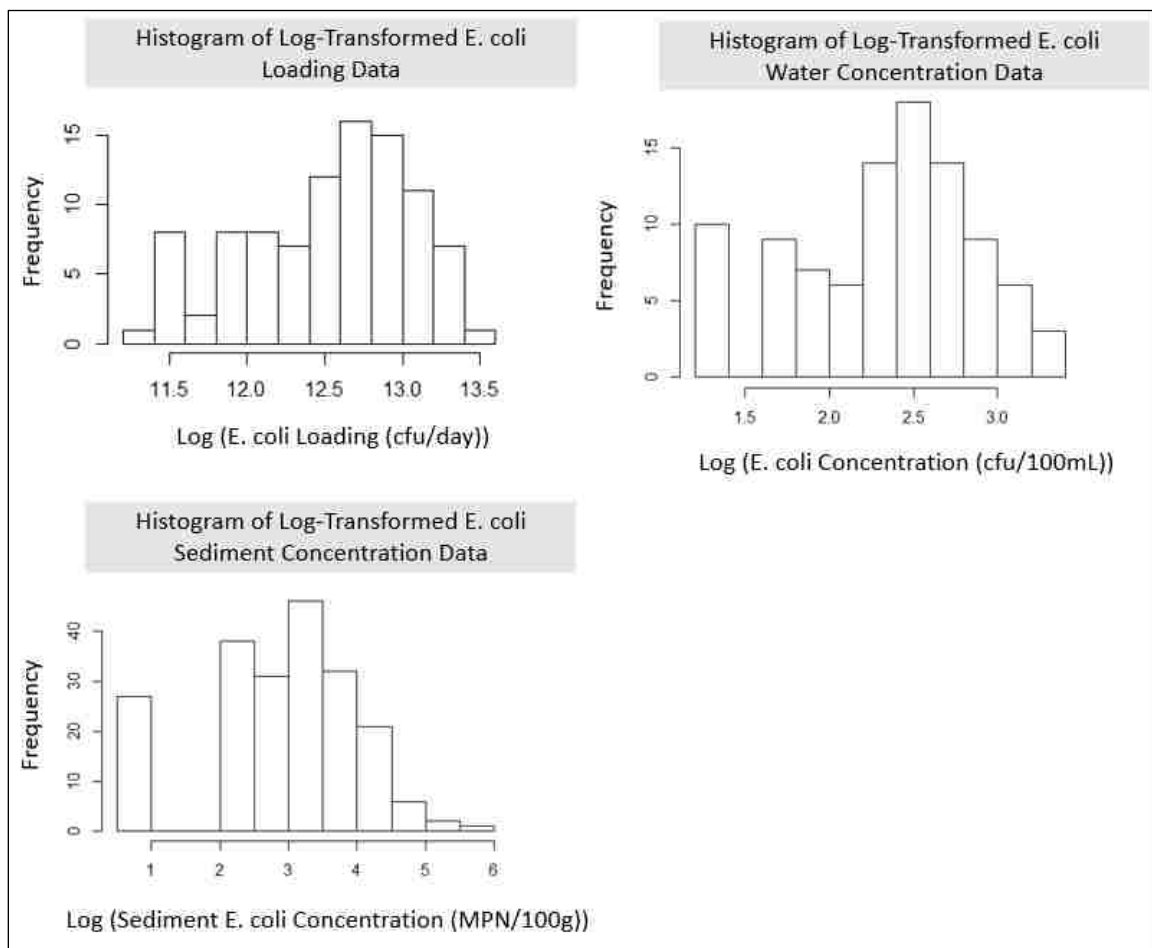 Histogram of Log-Transformed E. coli
Loading Data
Frequency
15
10
5
0
11.5 12.0 12.5 13.0 13.5
Log (E. coli Loading (cfu/day))
Histogram of Log-Transformed E. coli
Water Concentration Data
Frequency
15
10
5
0
1.5 2.0 2.5 3.0
Log (E. coli Concentration (cfu/100mL))
Histogram of Log-Transformed E. coli
Sediment Concentration Data
Frequency
40
30
20
10
0
1 2 3 4 5 6
Log (Sediment E. coli Concentration (MPN/100g))